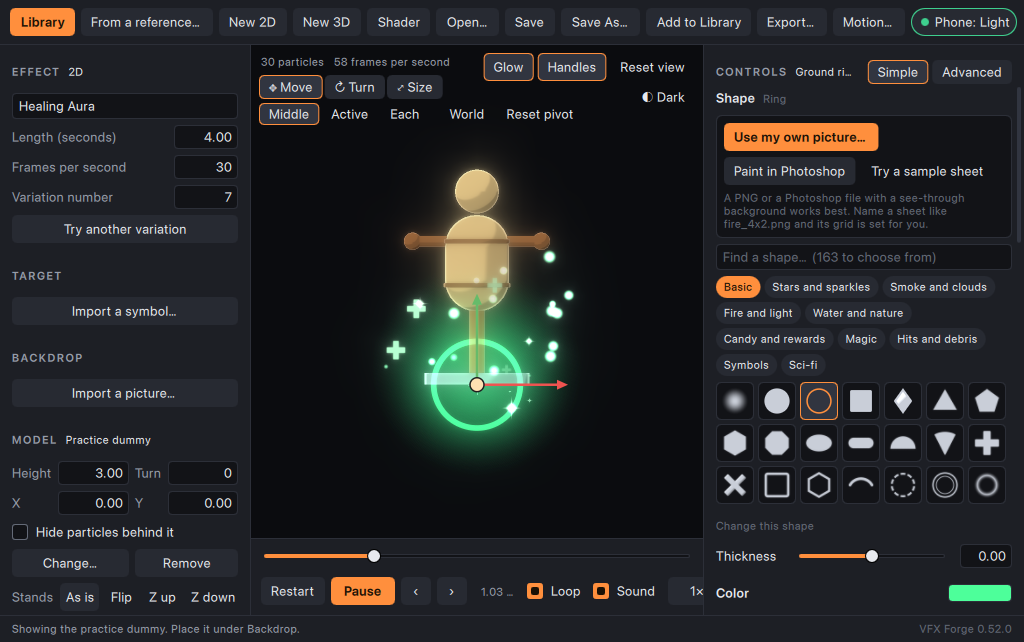 Library
From a reference...
New 2D
New 3D
Shader
Open...
Save
Save As...
Add to Library
Export...
Motion...
Phone: Light
EFFECT 2D
Healing Aura
Length (seconds) 4.00
Frames per second 30
Variation number 7
Try another variation
TARGET
Import a symbol...
BACKDROP
Import a picture...
MODEL Practice dummy
Height 3.00 Turn 0
X 0.00 Y 0.00
Hide particles behind it
Change... Remove
Stands As is Flip Z up Z down
30 particles 58 frames per second
Glow Handles Reset view
Move Turn Size
Dark
Middle Active Each World Reset pivot
Restart Pause ‹ › 1.03 ... Loop Sound 1×
CONTROLS Ground ri... Simple Advanced
Shape Ring
Use my own picture...
Paint in Photoshop Try a sample sheet
A PNG or a Photoshop file with a see-through
background works best. Name a sheet like
fire_4x2.png and its grid is set for you.
Find a shape... (163 to choose from)
Basic Stars and sparkles Smoke and clouds
Fire and light Water and nature
Candy and rewards Magic Hits and debris
Symbols Sci-fi
Change this shape
Thickness 0.00
Color
Showing the practice dummy. Place it under Backdrop.
VFX Forge 0.52.0